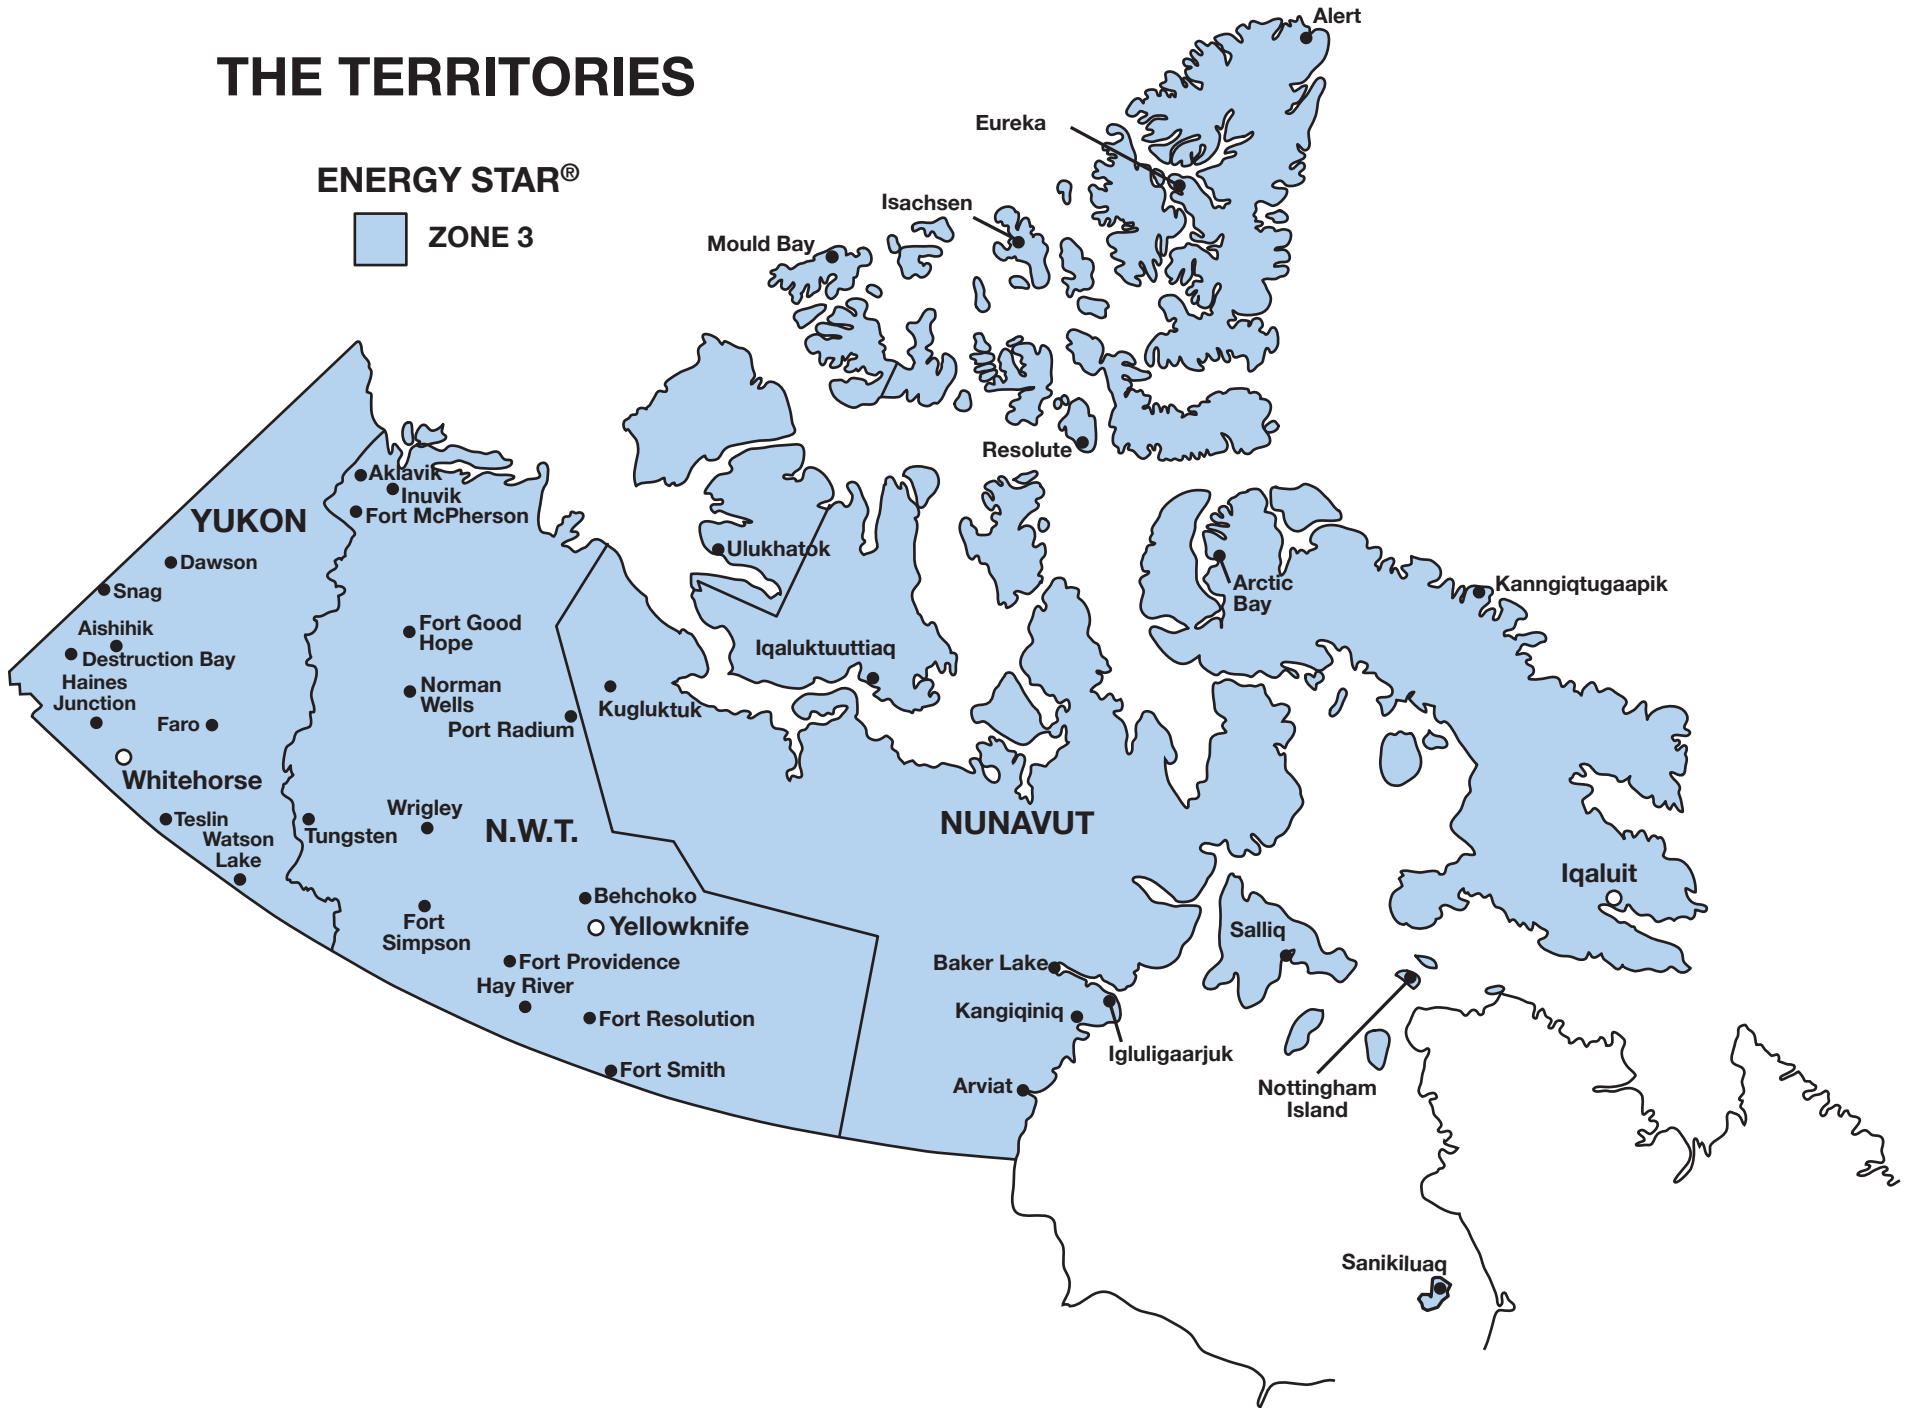 THE TERRITORIES
ENERGY STAR®
ZONE 3
Alert
Eureka
Isachsen
Mould Bay
Resolute
Aklavik
Inuvik
Fort McPherson
YUKON
Dawson
Snag
Aishihik
Destruction Bay
Haines
Junction
Faro
Whitehorse
Teslin
Watson
Lake
Fort Good
Hope
Norman
Wells
Port Radium
Tungsten
Wrigley
N.W.T.
Fort
Simpson
Behchoko
Yellowknife
Fort Providence
Hay River
Fort Resolution
Fort Smith
Ulukhatok
Iqaluktuuttiaq
Kugluktuk
Arctic
Bay
Kanngiqtugaapik
NUNAVUT
Iqaluit
Salliq
Baker Lake
Kangiqiniq
Igluligaarjuk
Arviat
Nottingham
Island
Sanikiluaq